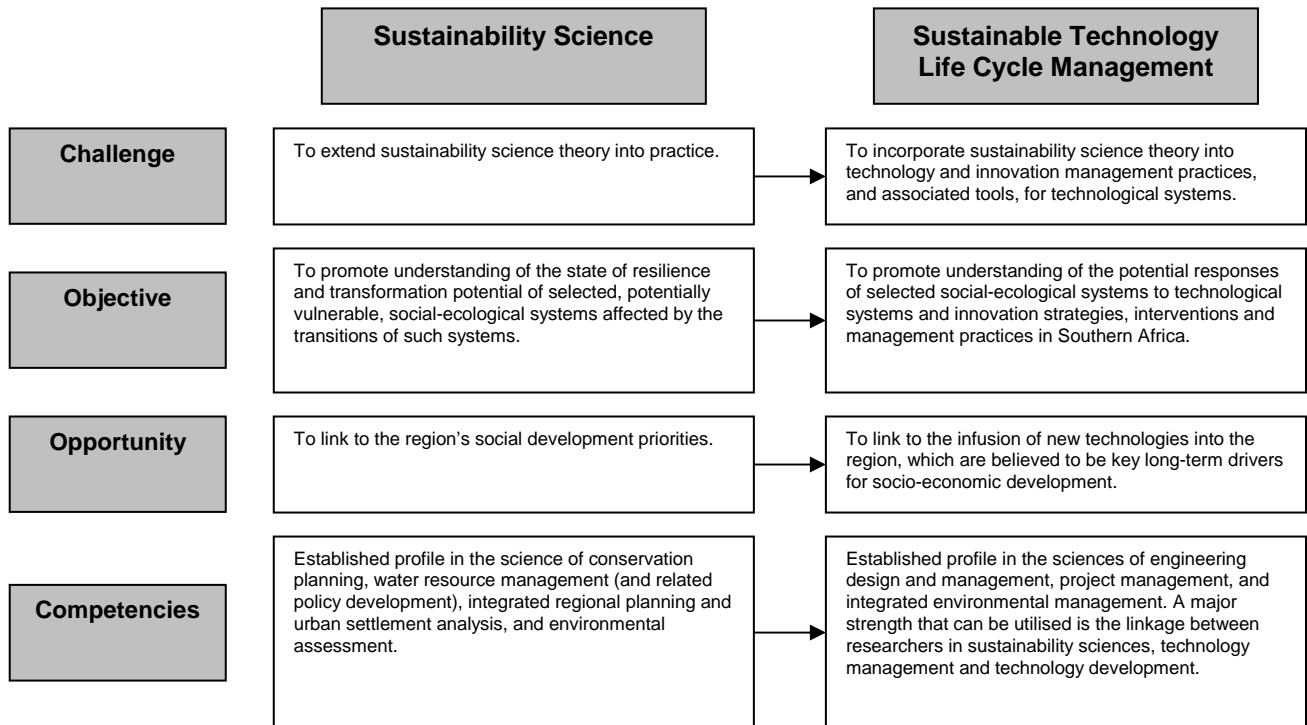 Sustainability Science
Sustainable Technology
Life Cycle Management
Challenge
To extend sustainability science theory into practice.
To incorporate sustainability science theory into
technology and innovation management practices,
and associated tools, for technological systems.
Objective
To promote understanding of the state of resilience
and transformation potential of selected, potentially
vulnerable, social-ecological systems affected by the
transitions of such systems.
To promote understanding of the potential responses
of selected social-ecological systems to technological
systems and innovation strategies, interventions and
management practices in Southern Africa.
Opportunity
To link to the region’s social development priorities.
To link to the infusion of new technologies into the
region, which are believed to be key long-term drivers
for socio-economic development.
Competencies
Established profile in the science of conservation
planning, water resource management (and related
policy development), integrated regional planning and
urban settlement analysis, and environmental
assessment.
Established profile in the sciences of engineering
design and management, project management, and
integrated environmental management. A major
strength that can be utilised is the linkage between
researchers in sustainability sciences, technology
management and technology development.